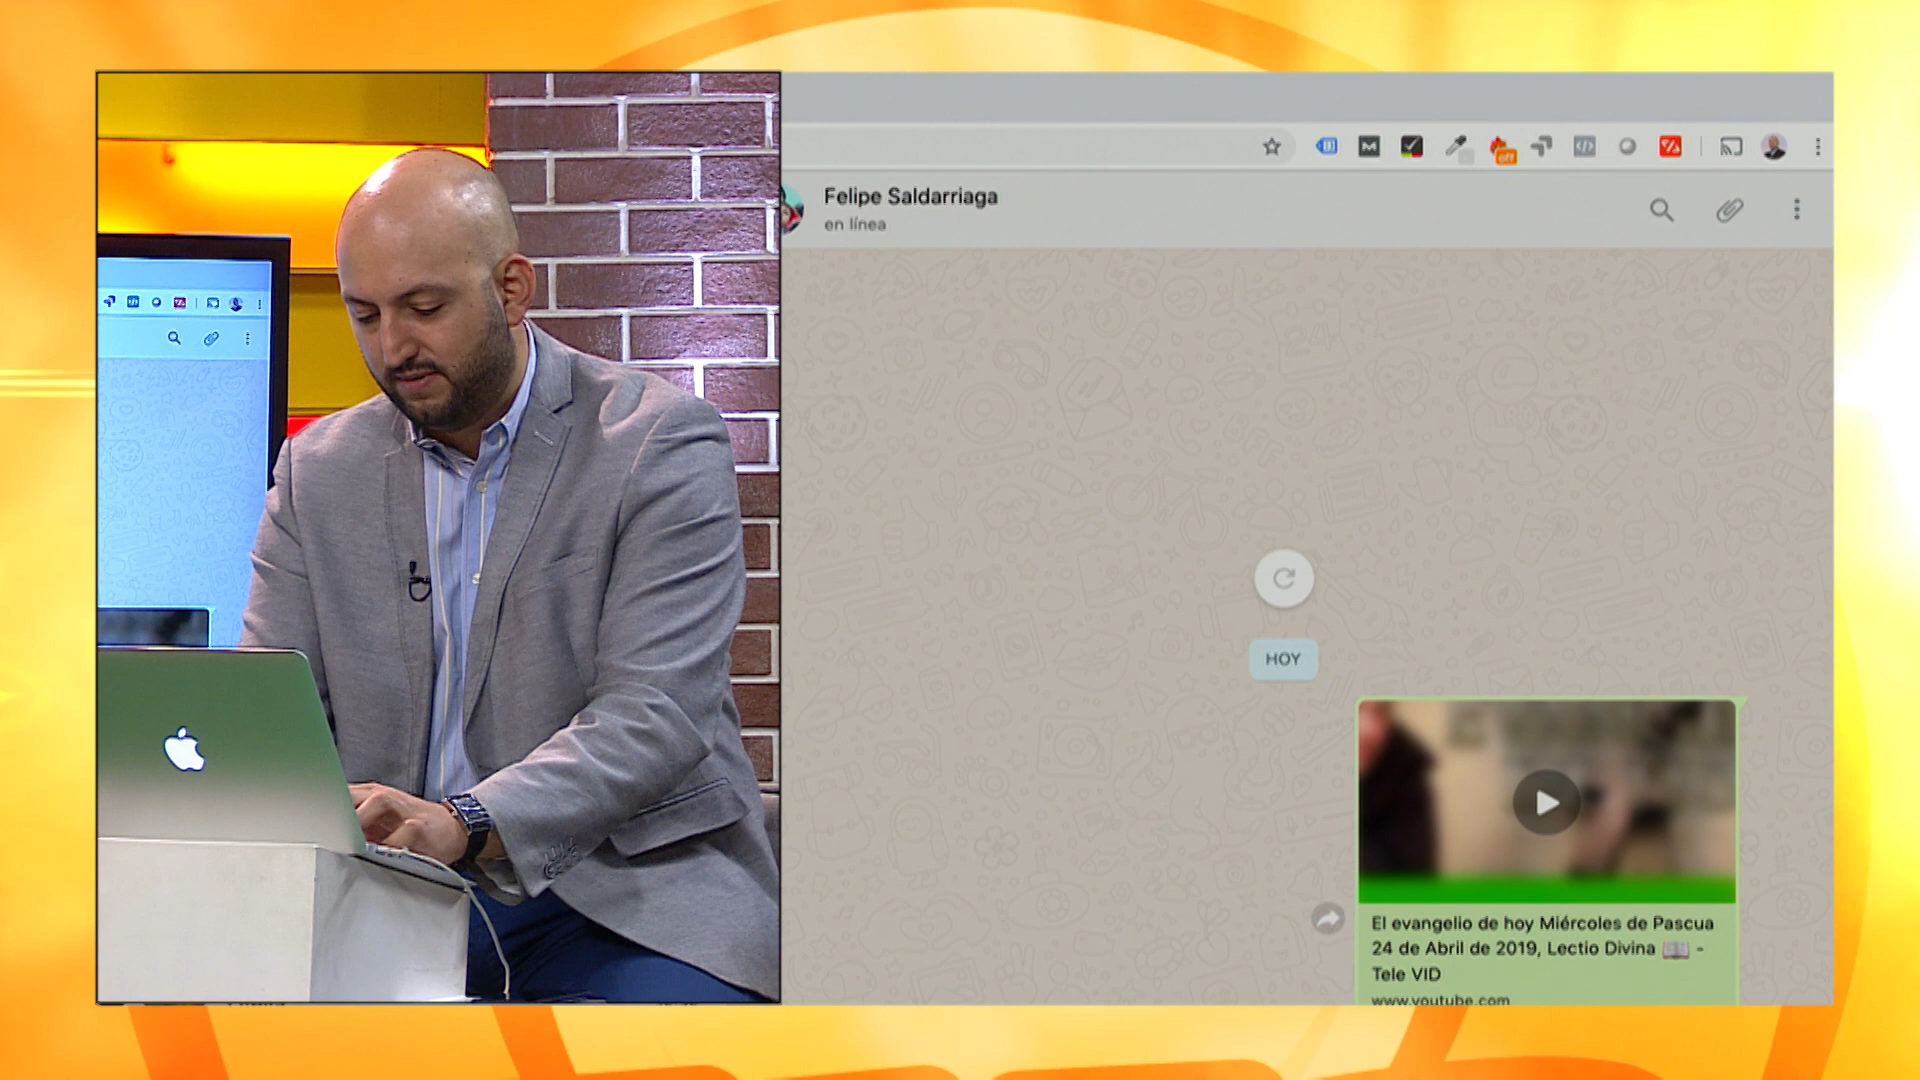 off
Felipe Saldarriaga
en línea
HOY
El evangelio de hoy Miércoles de Pascua
24 de Abril de 2019, Lectio Divina 📖 -
Tele VID
www.youtube.com